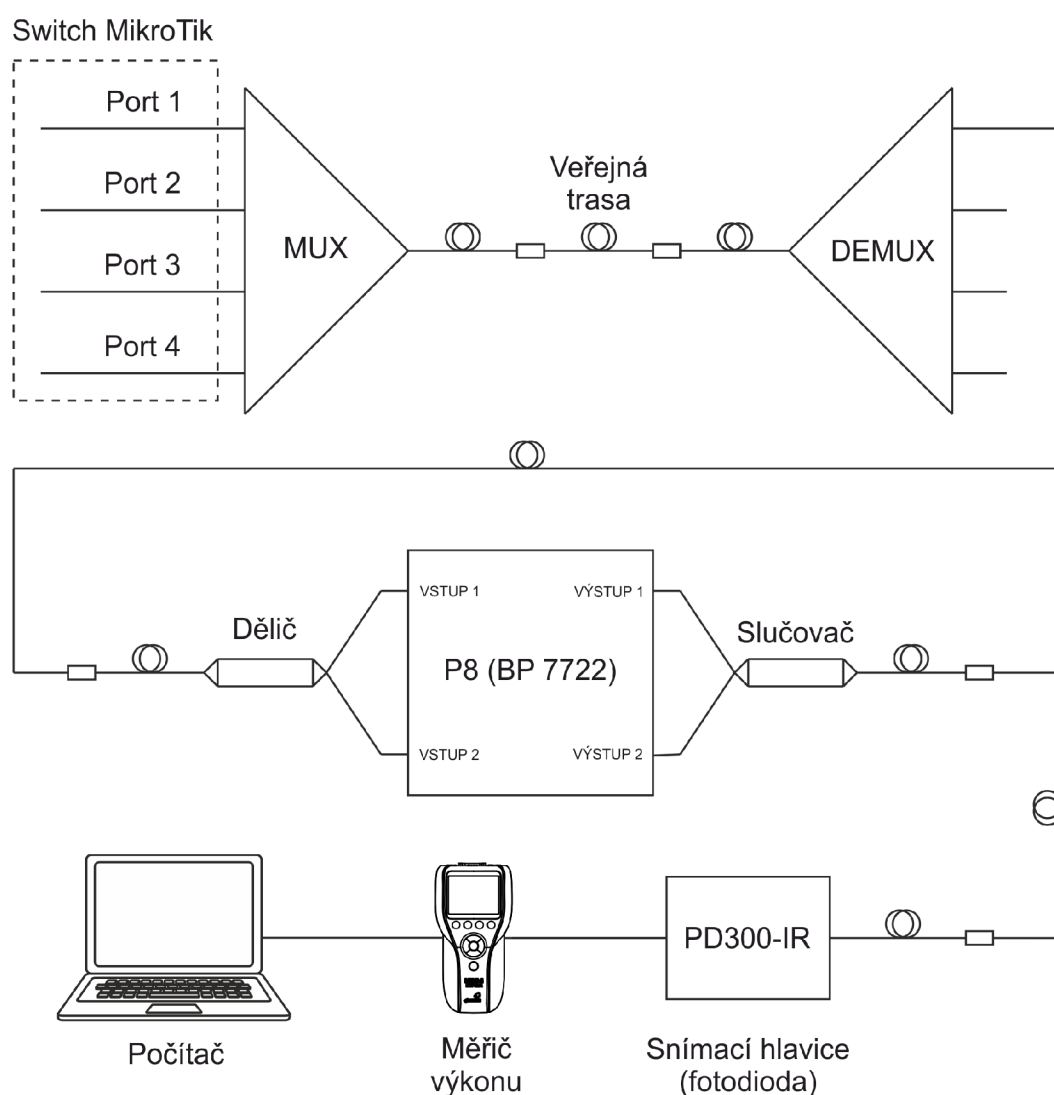 Switch MikroTik
Port 1
Port 2
Port 3
Port 4
MUX
Veřejná
trasa
DEMUX
Dělič
VSTUP 1
VÝSTUP 1
P8 (BP 7722)
VSTUP 2
VÝSTUP 2
Slučovač
PD300-IR
Počítač
Měřič
výkonu
Snímací hlavice
(fotodioda)